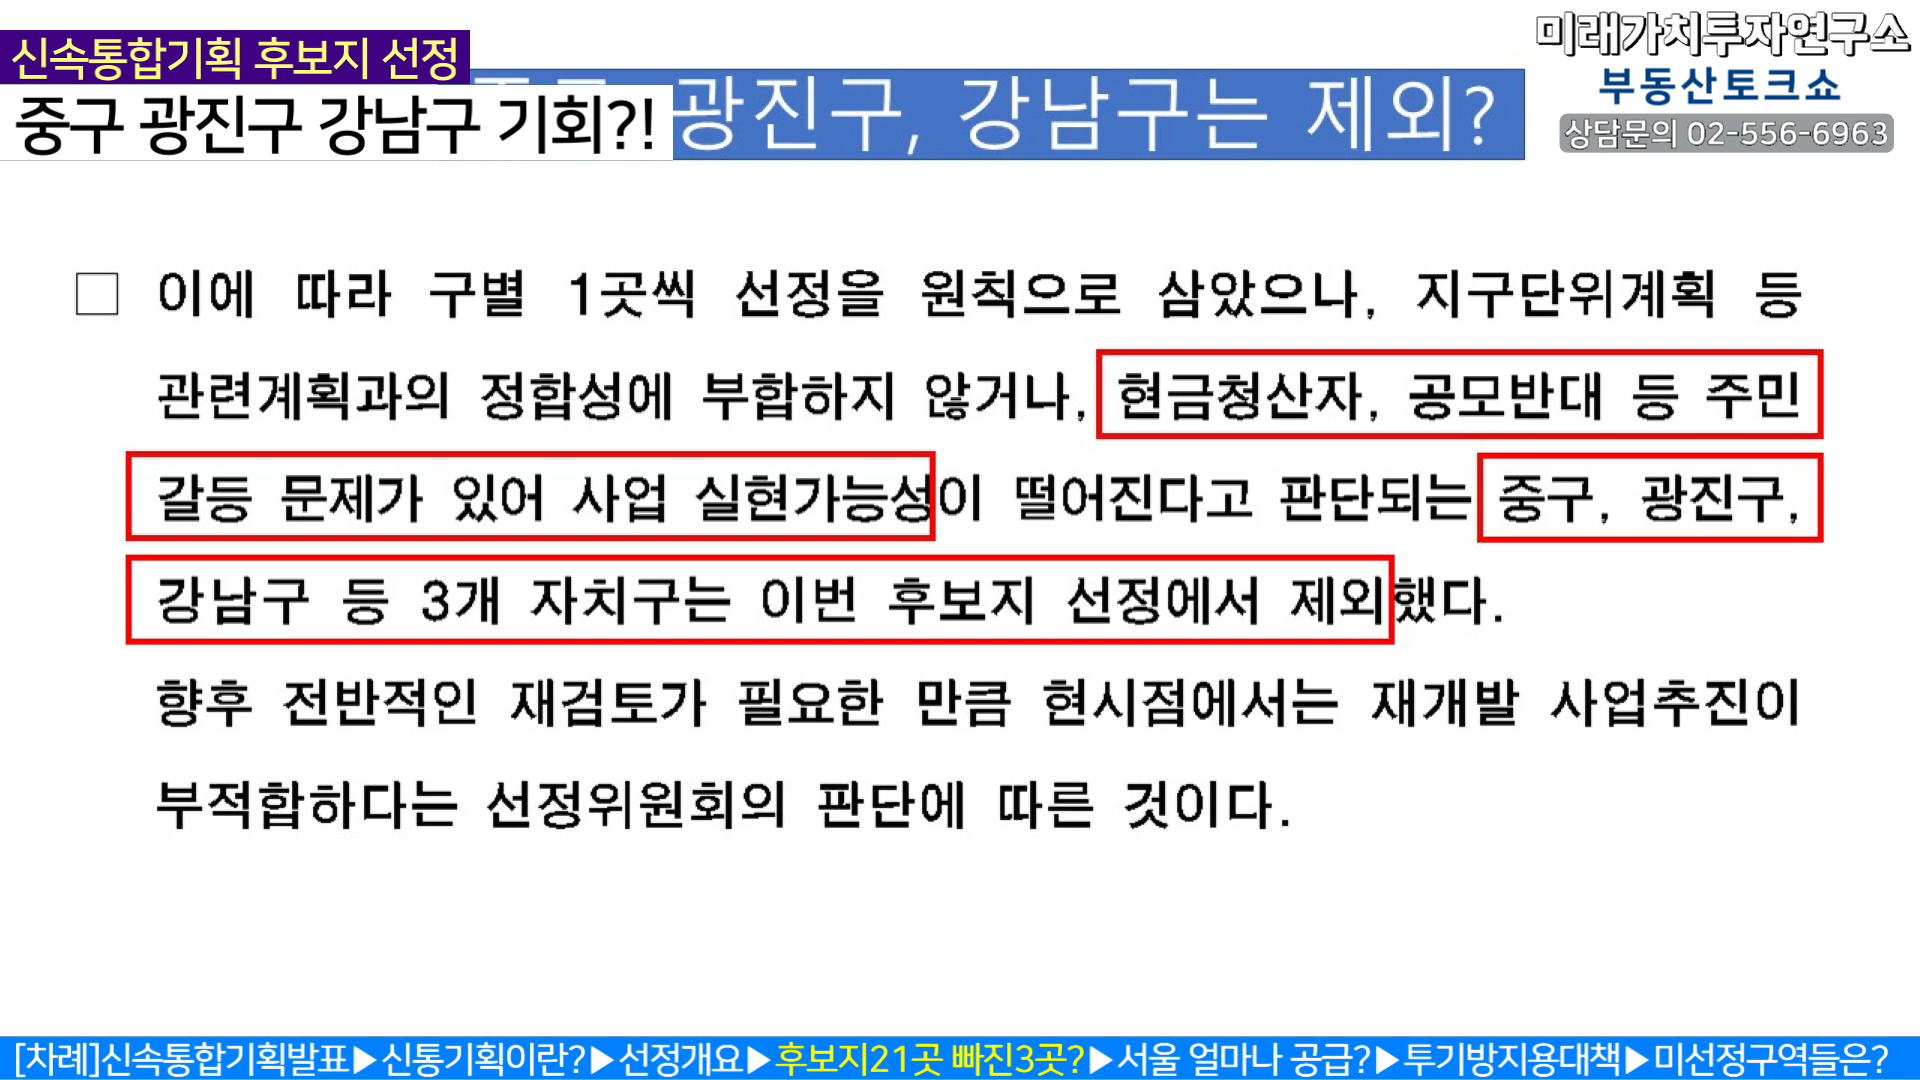 신속통합기획 후보지 선정
중구 광진구 강남구 기회?!
광진구, 강남구는 제외?
미래가치투자연구소
부동산토크쇼
상담문의 02-556-6963
□ 이에 따라 구별 1곳씩 선정을 원칙으로 삼았으나, 지구단위계획 등
관련계획과의 정합성에 부합하지 않거나, 현금청산자, 공모반대 등 주민
갈등 문제가 있어 사업 실현가능성이 떨어진다고 판단되는 중구, 광진구,
강남구 등 3개 자치구는 이번 후보지 선정에서 제외했다.
향후 전반적인 재검토가 필요한 만큼 현시점에서는 재개발 사업추진이
부적합하다는 선정위원회의 판단에 따른 것이다.
[차례]신속통합기획발표▶신통기획이란?▶선정개요▶후보지21곳 빠진3곳?▶서울 얼마나 공급?▶투기방지용대책▶미선정구역들은?